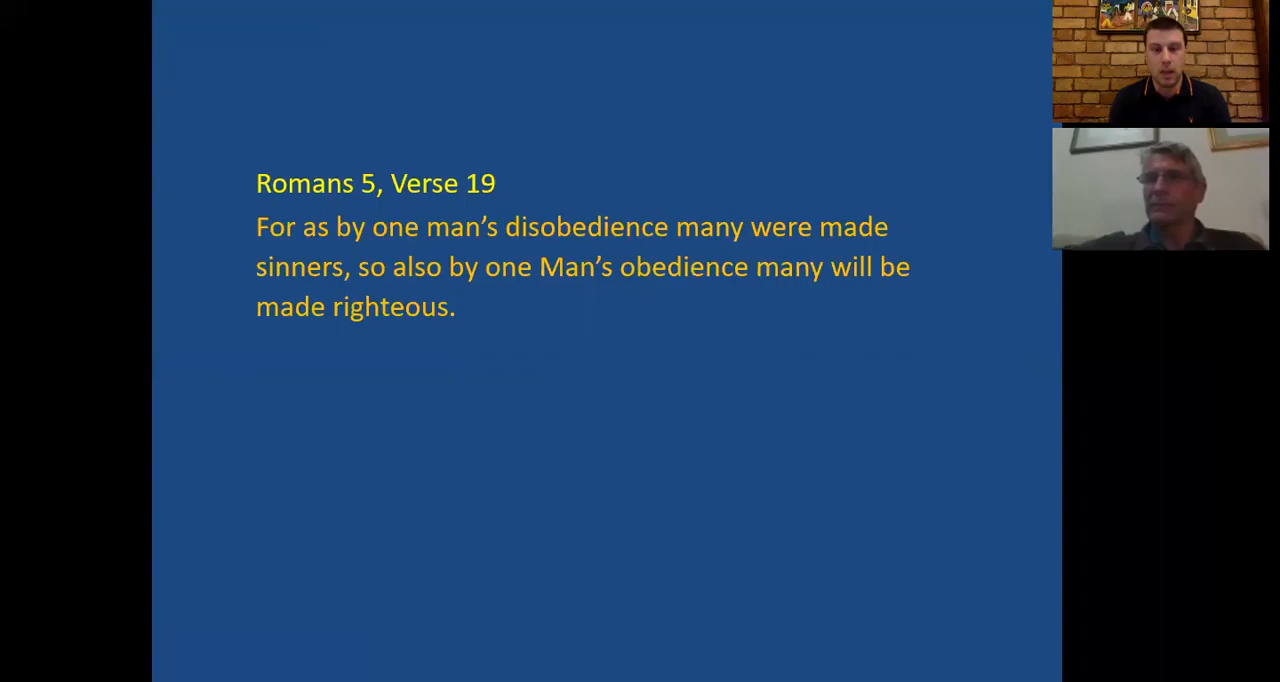 Romans 5, Verse 19
For as by one man’s disobedience many were made
sinners, so also by one Man’s obedience many will be
made righteous.